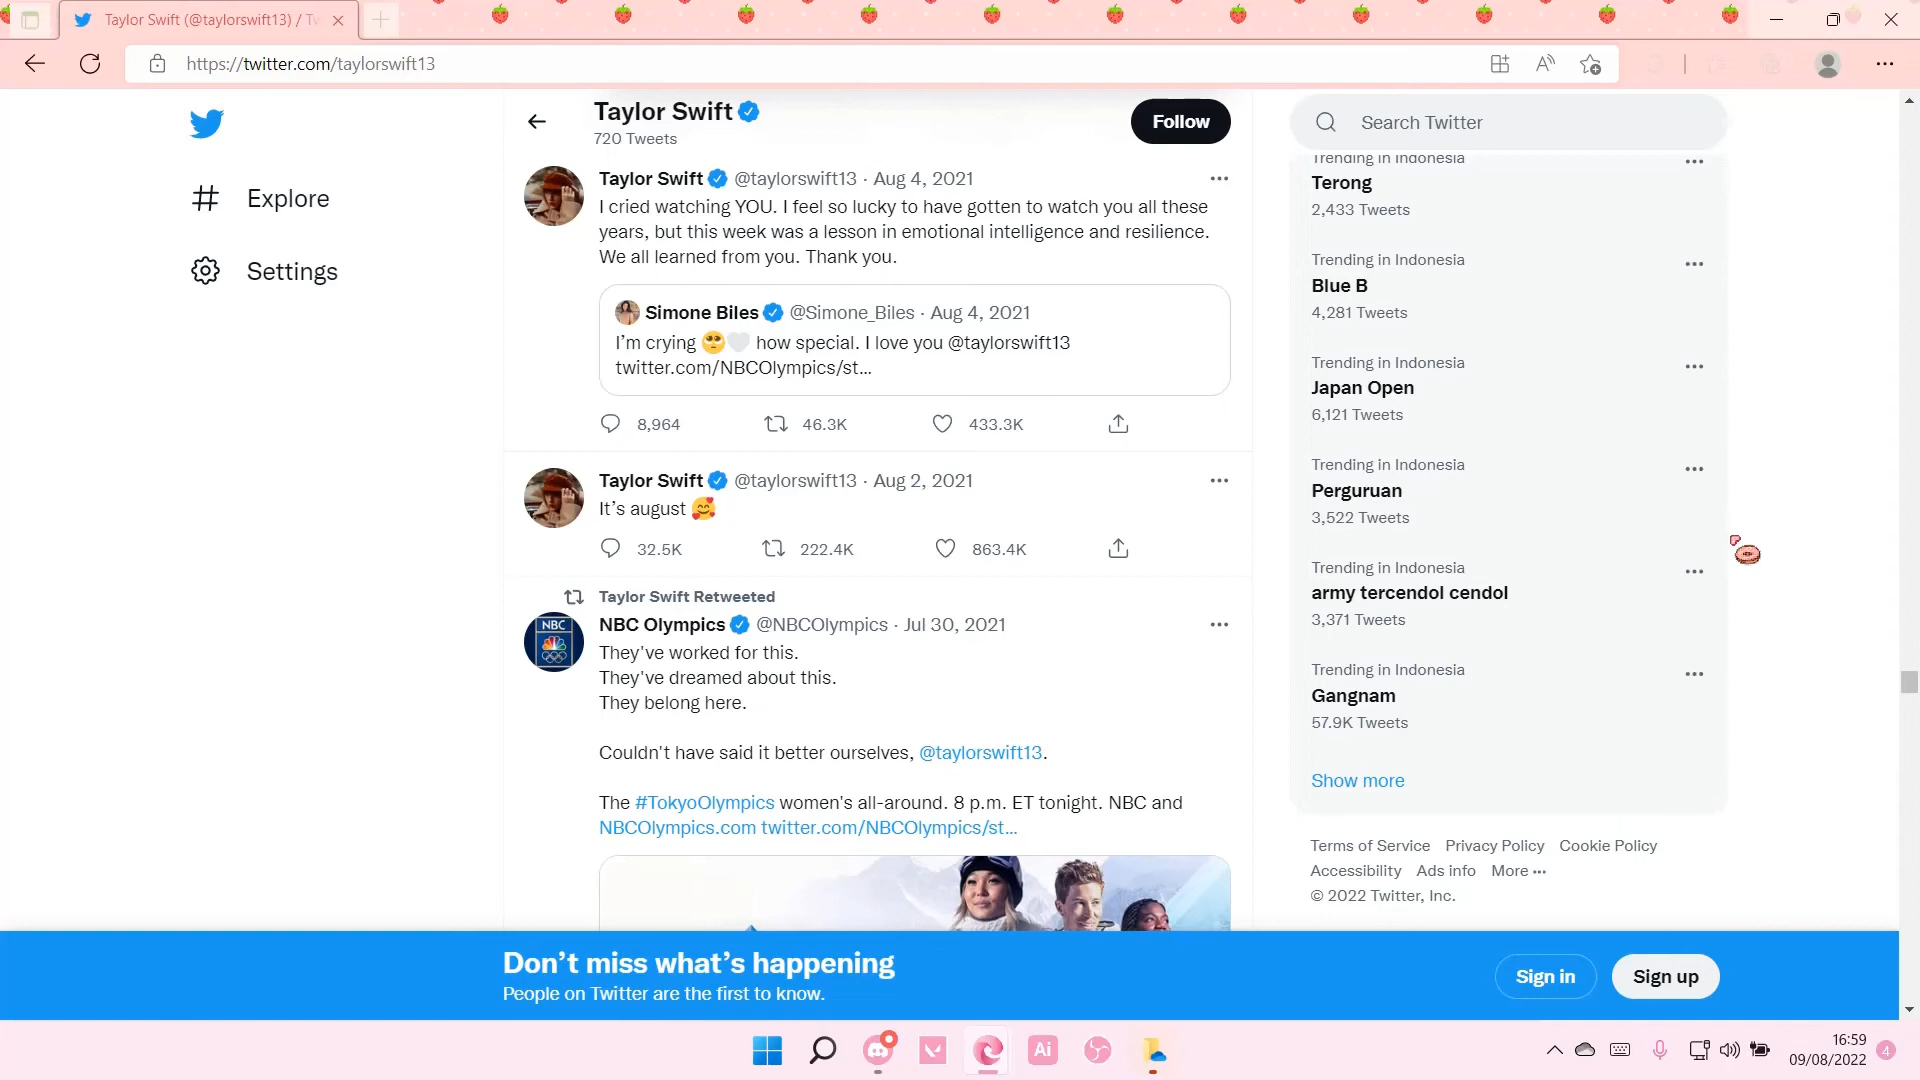 Taylor Swift (@taylorswift13) / Tw
https://twitter.com/taylorswift13
Explore
Settings
Taylor Swift
720 Tweets
Follow
Taylor Swift @taylorswift13 · Aug 4, 2021
I cried watching YOU. I feel so lucky to have gotten to watch you all these
years, but this week was a lesson in emotional intelligence and resilience.
We all learned from you. Thank you.
Simone Biles @Simone_Biles · Aug 4, 2021
I’m crying 🥺🤍 how special. I love you @taylorswift13
twitter.com/NBCOlympics/st…
8,964 46.3K 433.3K
Taylor Swift @taylorswift13 · Aug 2, 2021
It’s august 🥰
32.5K 222.4K 863.4K
Taylor Swift Retweeted
NBC Olympics @NBCOlympics · Jul 30, 2021
NBC
They've worked for this.
They've dreamed about this.
They belong here.
Couldn't have said it better ourselves, @taylorswift13.
The #TokyoOlympics women's all-around. 8 p.m. ET tonight. NBC and
NBCOlympics.com twitter.com/NBCOlympics/st…
Search Twitter
Trending in Indonesia
Terong
2,433 Tweets
Trending in Indonesia
Blue B
4,281 Tweets
Trending in Indonesia
Japan Open
6,121 Tweets
Trending in Indonesia
Perguruan
3,522 Tweets
Trending in Indonesia
army tercendol cendol
3,371 Tweets
Trending in Indonesia
Gangnam
57.9K Tweets
Show more
Terms of Service Privacy Policy Cookie Policy
Accessibility Ads info More ···
© 2022 Twitter, Inc.
Don’t miss what’s happening
People on Twitter are the first to know.
Sign in
Sign up
Ai
16:59
09/08/2022
4